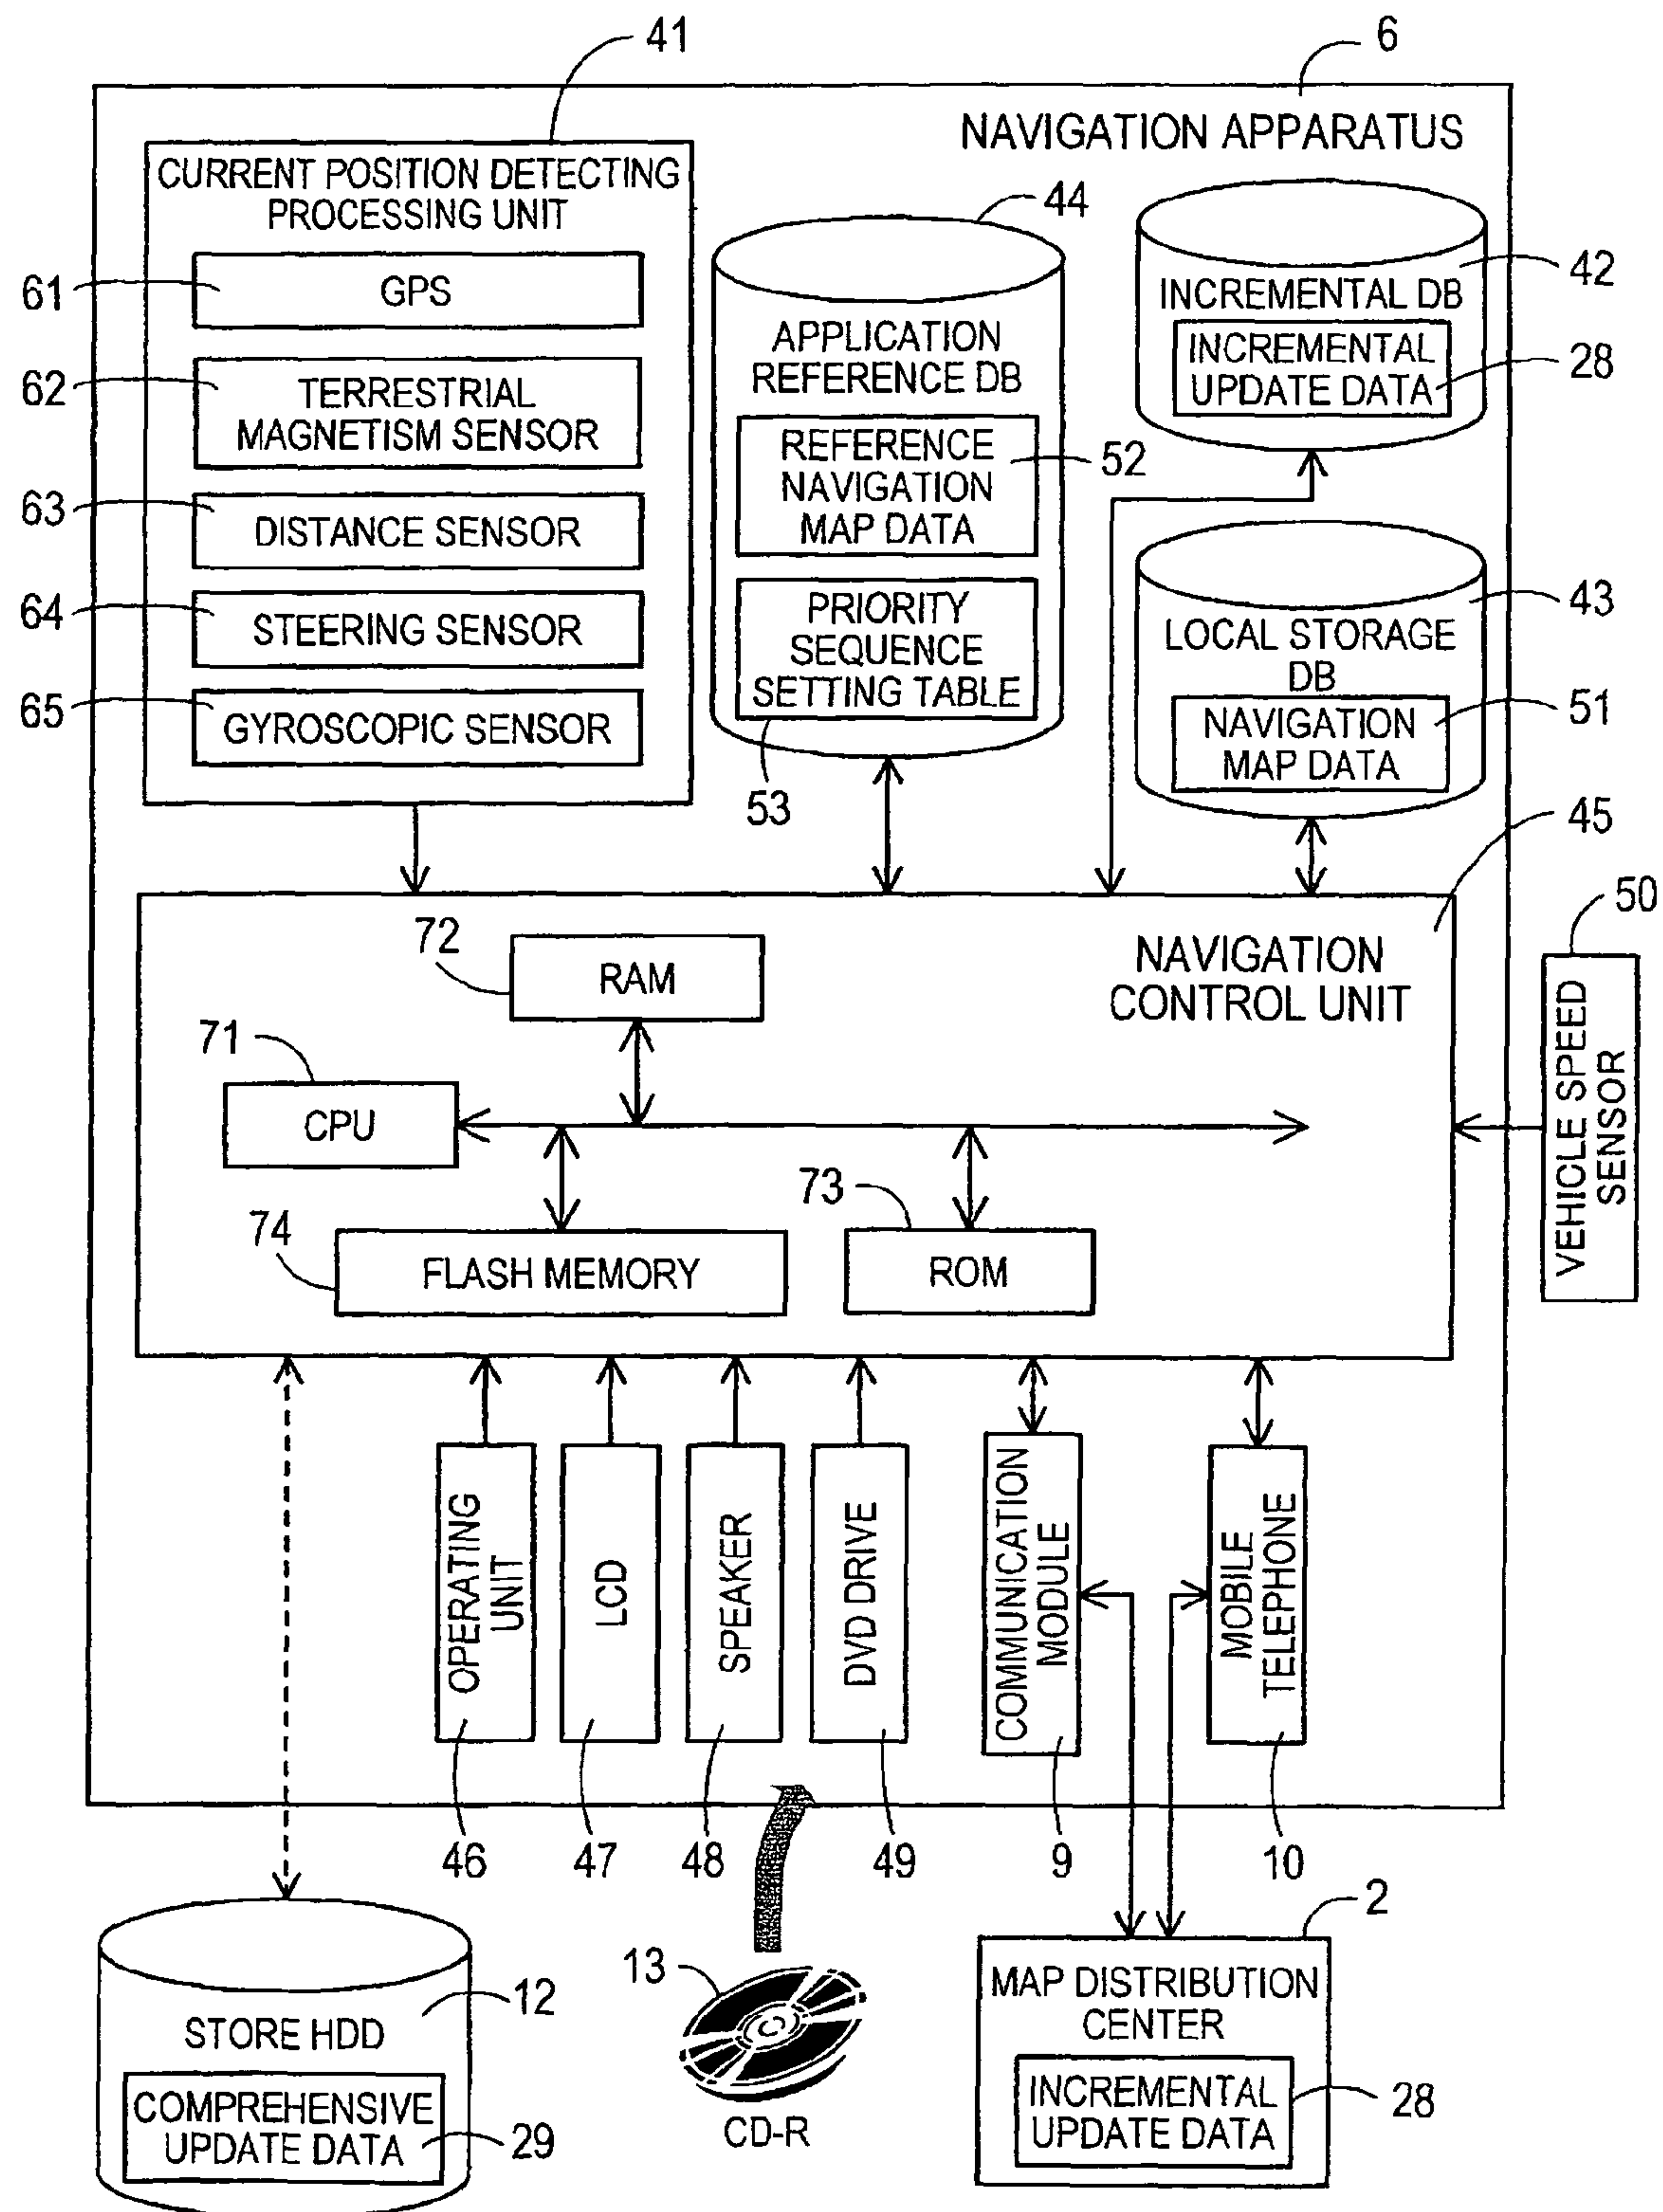 41
6
NAVIGATION APPARATUS
CURRENT POSITION DETECTING
PROCESSING UNIT
61
GPS
62
TERRESTRIAL
MAGNETISM SENSOR
63
DISTANCE SENSOR
64
STEERING SENSOR
65
GYROSCOPIC SENSOR
44
APPLICATION
REFERENCE DB
REFERENCE
NAVIGATION
MAP DATA
52
PRIORITY
SEQUENCE
SETTING TABLE
53
42
INCREMENTAL DB
INCREMENTAL
UPDATE DATA
28
43
LOCAL STORAGE
DB
NAVIGATION
MAP DATA
51
45
50
VEHICLE SPEED
SENSOR
NAVIGATION
CONTROL UNIT
72
RAM
71
CPU
73
74
FLASH MEMORY
ROM
OPERATING
UNIT
LCD
SPEAKER
DVD DRIVE
COMMUNICATION
MODULE
MOBILE
TELEPHONE
46
47
48
49
9
10
12
STORE HDD
COMPREHENSIVE
UPDATE DATA
29
13
C
CD-R
2
MAP DISTRIBUTION
CENTER
INCREMENTAL
UPDATE DATA
28